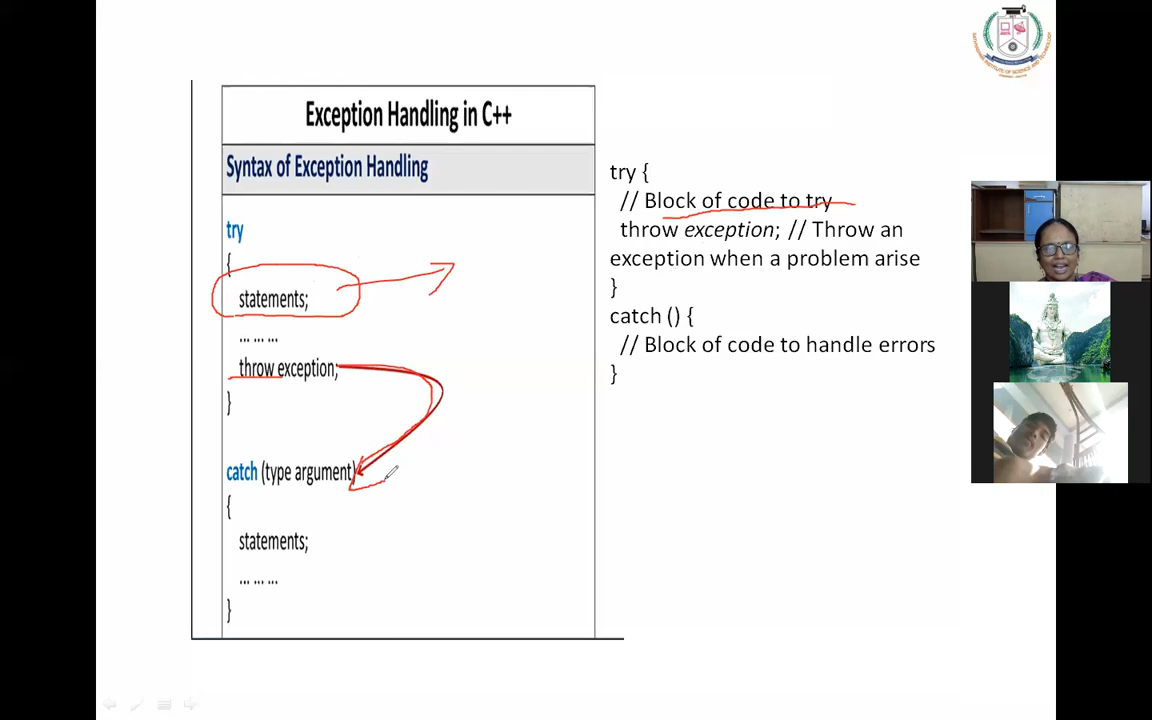 Exception Handling in C++
Syntax of Exception Handling
try
{
statements;
... ... ...
throw exception;
}
catch (type argument)
{
statements;
... ... ...
}
try {
// Block of code to try
throw exception; // Throw an
exception when a problem arise
}
catch () {
// Block of code to handle errors
}